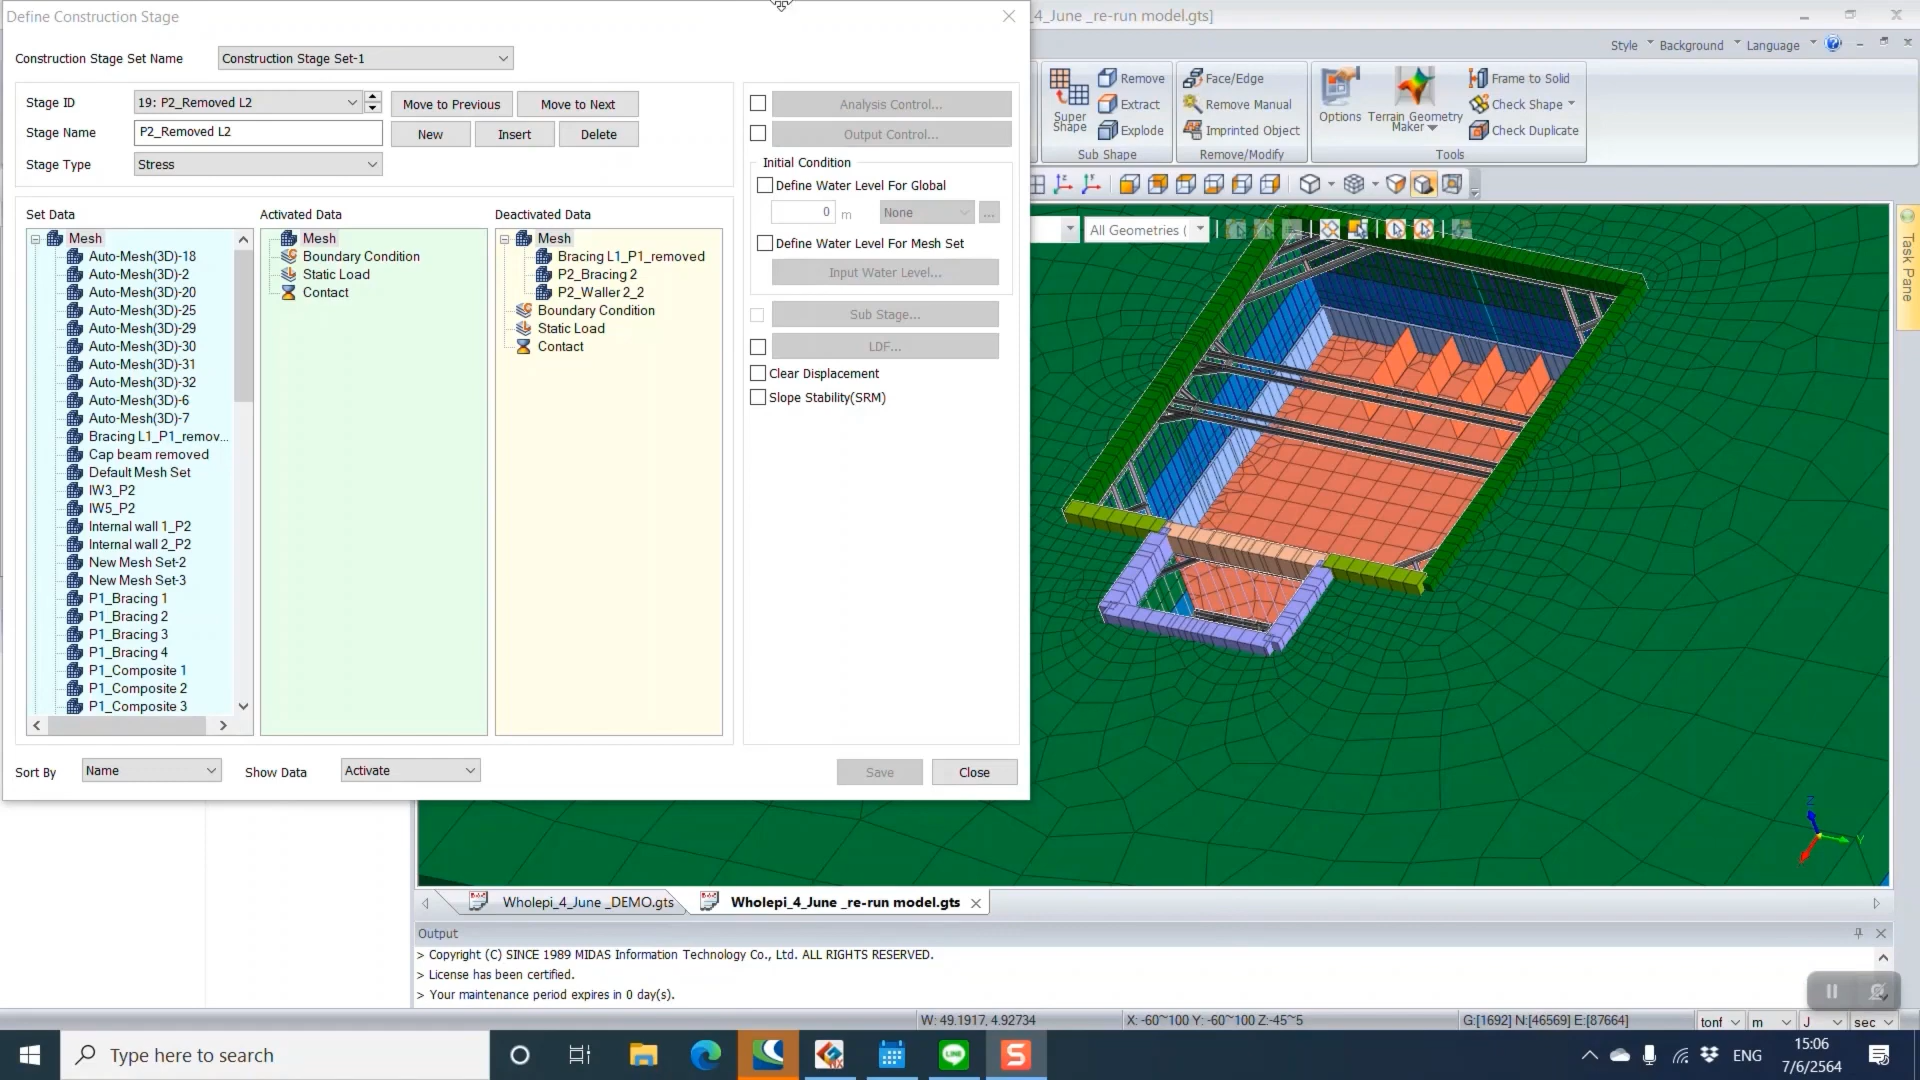 Define Construction Stage
_4_June _re-run model.gts]
Construction Stage Set Name
Construction Stage Set-1
Style
Background
Language
Stage ID
19: P2_Removed L2
Move to Previous
Move to Next
Stage Name
P2_Removed L2
New
Insert
Delete
Stage Type
Stress
Analysis Control...
Output Control...
Initial Condition
Define Water Level For Global
0
m
None
...
Define Water Level For Mesh Set
Input Water Level...
Sub Stage...
LDF...
Clear Displacement
Slope Stability(SRM)
Super
Shape
Remove
Extract
Explode
Sub Shape
Face/Edge
Remove Manual
Imprinted Object
Remove/Modify
Options
Terrain Geometry
Maker
Frame to Solid
Check Shape
Check Duplicate
Tools
All Geometries (
Task Pane
Set Data
Mesh
Auto-Mesh(3D)-18
Auto-Mesh(3D)-2
Auto-Mesh(3D)-20
Auto-Mesh(3D)-25
Auto-Mesh(3D)-29
Auto-Mesh(3D)-30
Auto-Mesh(3D)-31
Auto-Mesh(3D)-32
Auto-Mesh(3D)-6
Auto-Mesh(3D)-7
Bracing L1_P1_remov...
Cap beam removed
Default Mesh Set
IW3_P2
IW5_P2
Internal wall 1_P2
Internal wall 2_P2
New Mesh Set-2
New Mesh Set-3
P1_Bracing 1
P1_Bracing 2
P1_Bracing 3
P1_Bracing 4
P1_Composite 1
P1_Composite 2
P1_Composite 3
Activated Data
Mesh
Boundary Condition
Static Load
Contact
Deactivated Data
Mesh
Bracing L1_P1_removed
P2_Bracing 2
P2_Waller 2_2
Boundary Condition
Static Load
Contact
Sort By
Name
Show Data
Activate
Save
Close
Z
Y
Wholepi_4_June _DEMO.gts
Wholepi_4_June _re-run model.gts
Output
> Copyright (C) SINCE 1989 MIDAS Information Technology Co., Ltd. ALL RIGHTS RESERVED.
> License has been certified.
> Your maintenance period expires in 0 day(s).
W: 49.1917, 4.92734
X: -60~100 Y: -60~100 Z:-45~5
G:[1692] N:[46569] E:[87664]
tonf
m
J
sec
Type here to search
LINE
S
ENG
15:06
7/6/2564